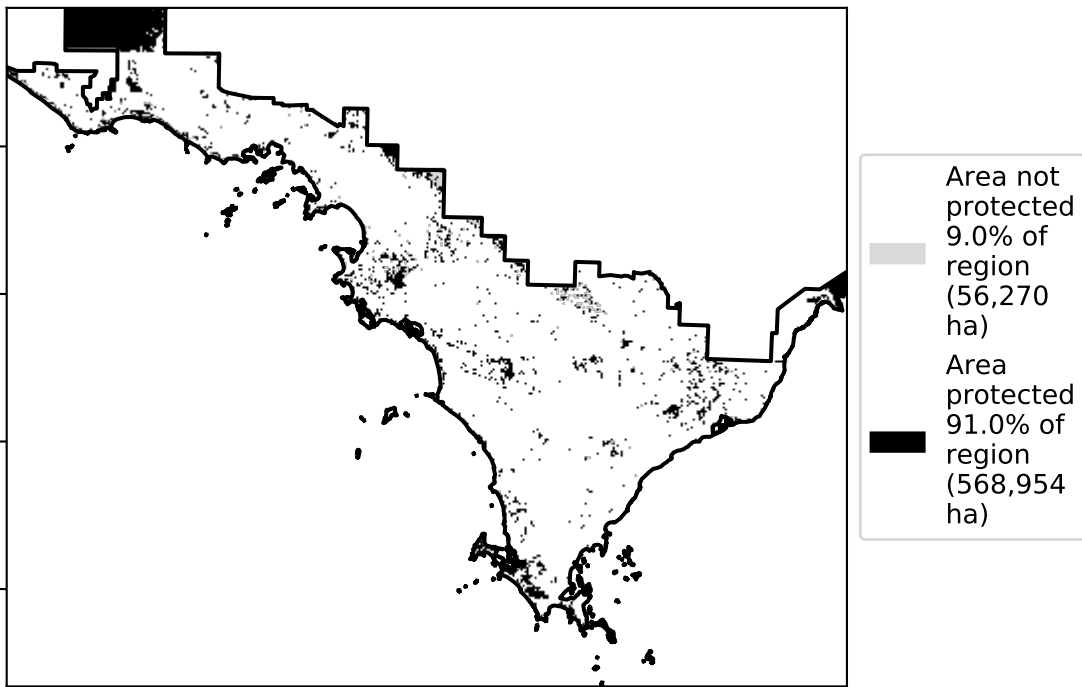 Area not
protected
9.0% of
region
(56,270
ha)
Area
protected
91.0% of
region
(568,954
ha)